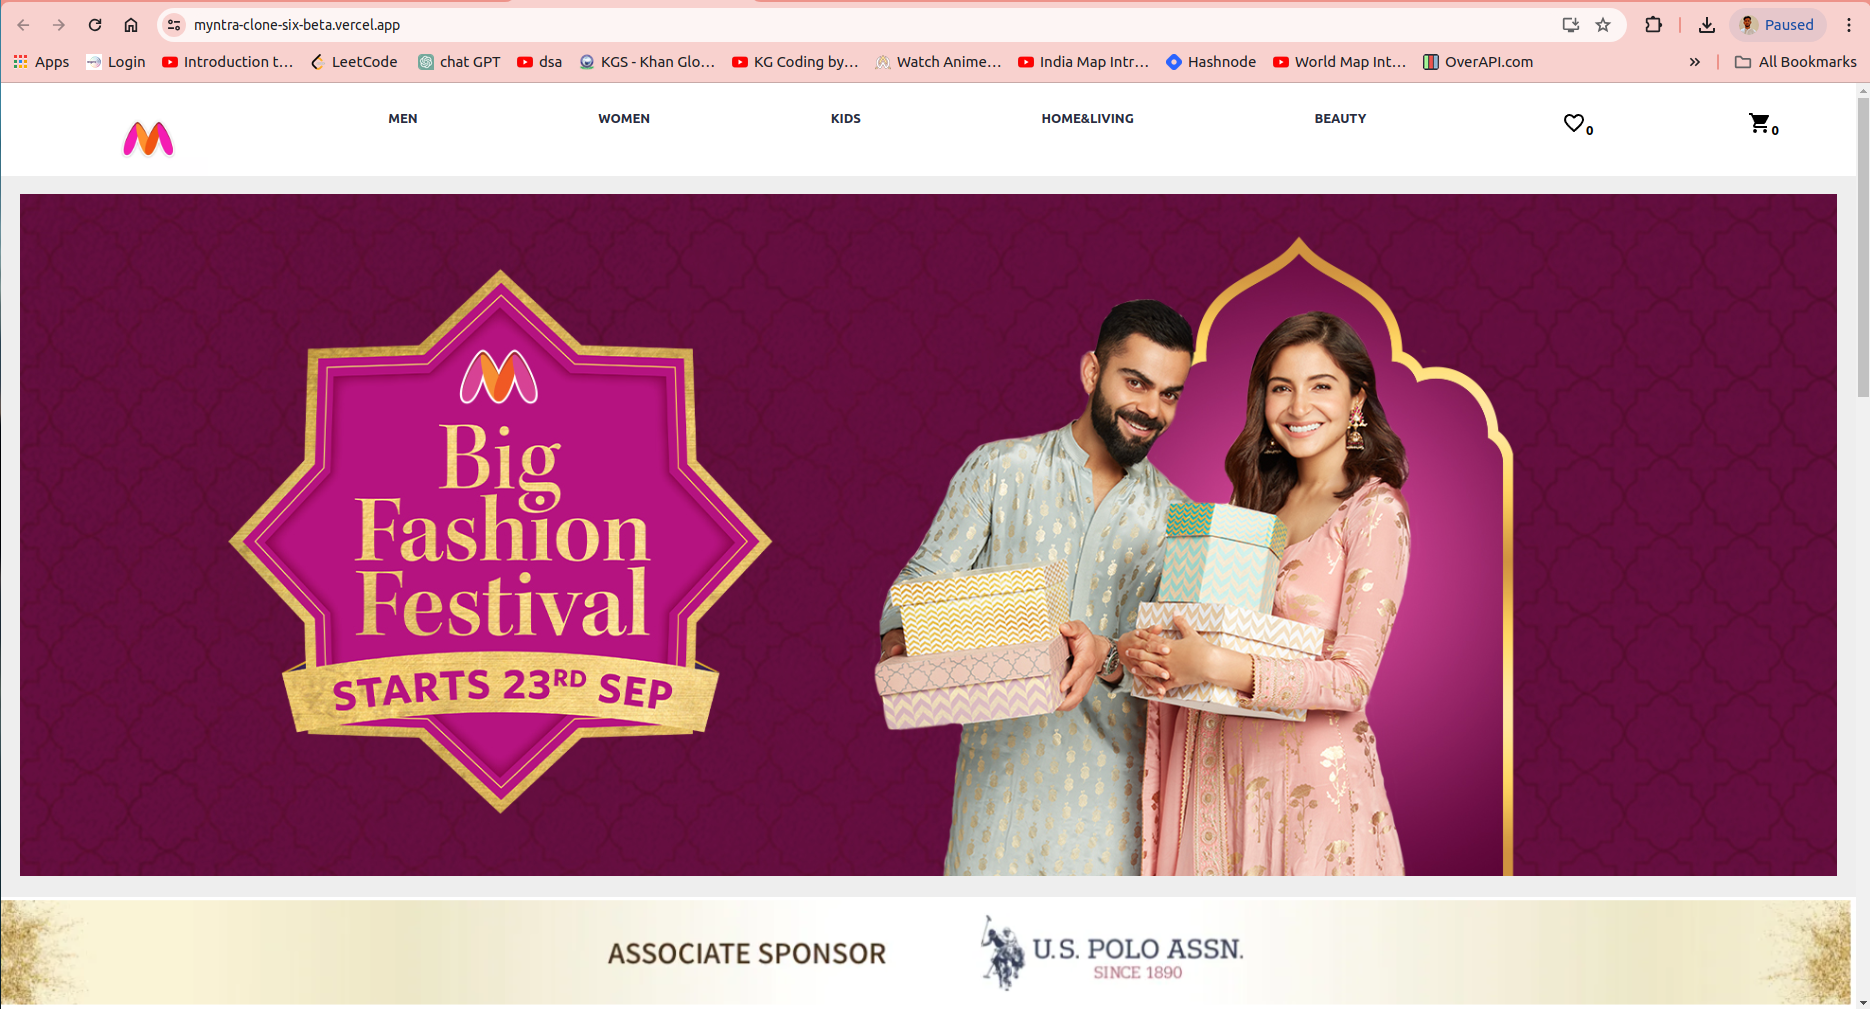 myntra-clone-six-beta.vercel.app
Paused
Apps
Login
Introduction t...
LeetCode
chat GPT
dsa
KGS - Khan Glo...
KG Coding by...
Watch Anime...
India Map Intr...
Hashnode
World Map Int...
OverAPI.com
»
All Bookmarks
MEN
WOMEN
KIDS
HOME&LIVING
BEAUTY
0
0
Big
Fashion
Festival
STARTS 23RD SEP
ASSOCIATE SPONSOR
U.S. POLO ASSN.
SINCE 1890